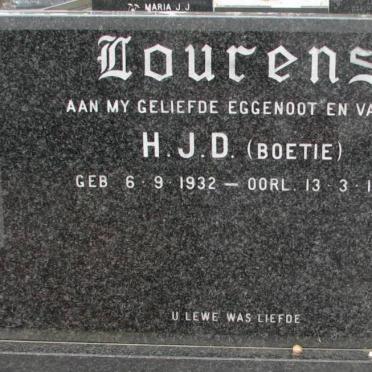 MARIA J.J.
Lourens
AAN MY GELIEFDE EGGENOOT EN VA
H.J.D. (BOETIE)
GEB 6·9·1932 — OORL. 13·3·1
U LEWE WAS LIEFDE